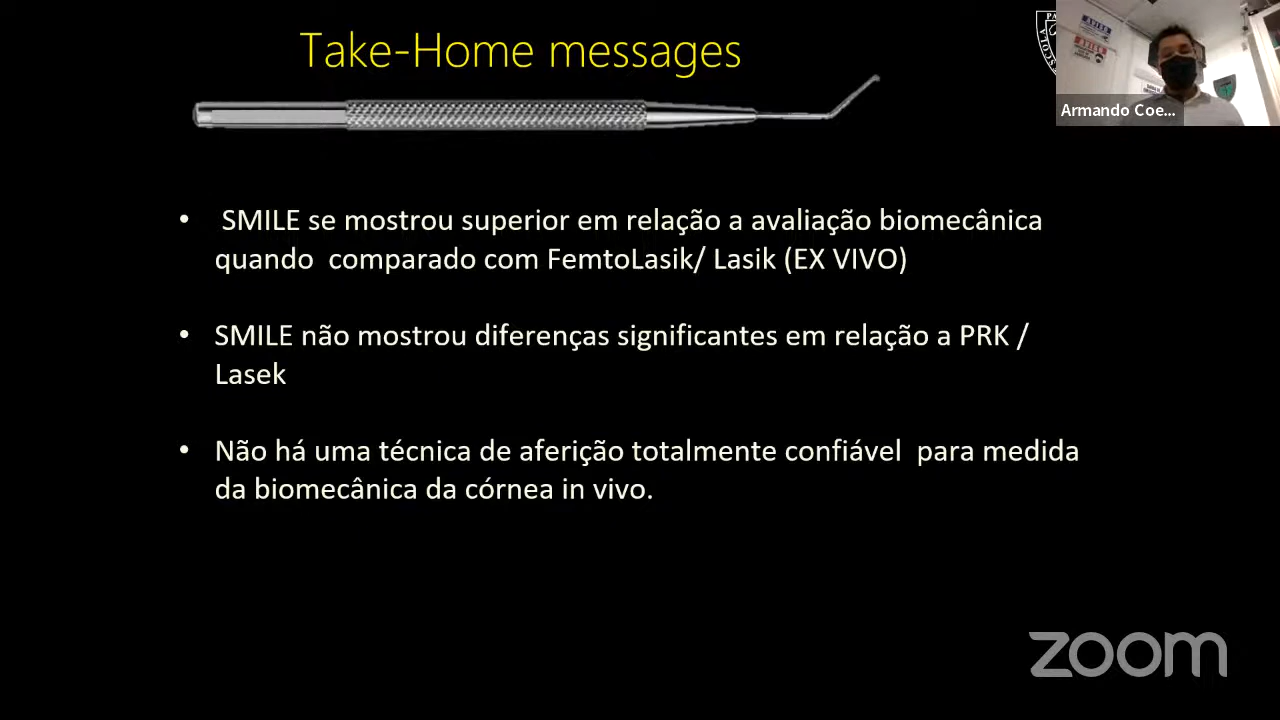 Take-Home messages
Armando Coe...
AVISO
AVISO
• SMILE se mostrou superior em relação a avaliação biomecânica
quando comparado com FemtoLasik/ Lasik (EX VIVO)
• SMILE não mostrou diferenças significantes em relação a PRK /
Lasek
• Não há uma técnica de aferição totalmente confiável para medida
da biomecânica da córnea in vivo.
zoom